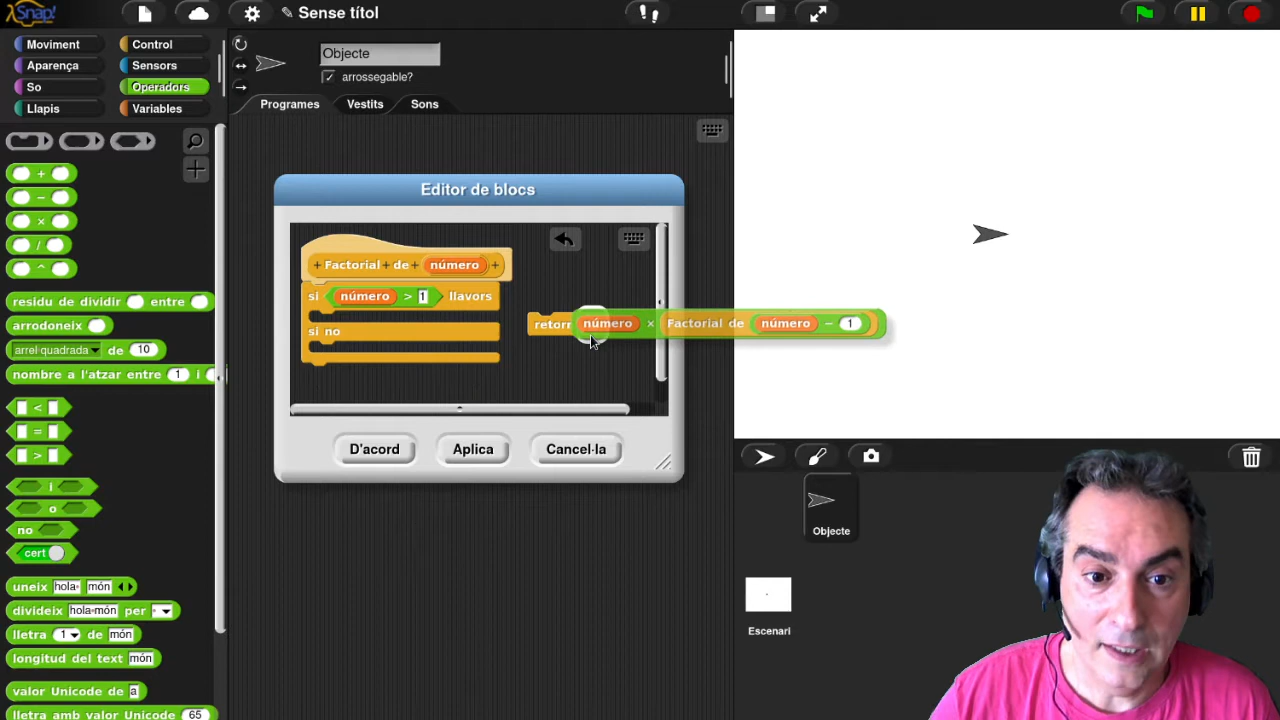 Snap!
Sense títol
Moviment
Control
Aparença
Sensors
So
Operadors
Llapis
Variables
Objecte
arrossegable?
Programes
Vestits
Sons
+
−
×
/
^
residu de dividir entre
arrodoneix
arrel quadrada de 10
nombre a l'atzar entre 1 i
<
=
>
i
o
no
cert
uneix hola món
divideix hola món per
lletra 1 de món
longitud del text món
valor Unicode de a
lletra amb valor Unicode 65
Editor de blocs
+ Factorial + de + número +
si número > 1 llavors
si no
retorn
número × Factorial de número − 1
D'acord
Aplica
Cancel·la
Objecte
Escenari